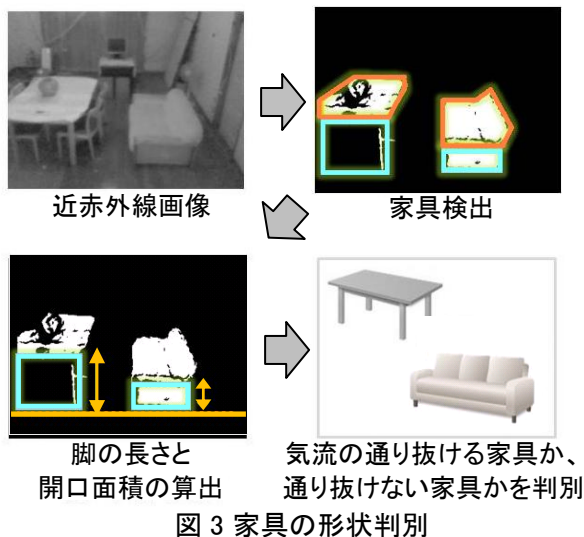 近赤外線画像
家具検出
脚の長さと
開口面積の算出
気流の通り抜ける家具か、
通り抜けない家具かを判別
図 3 家具の形状判別